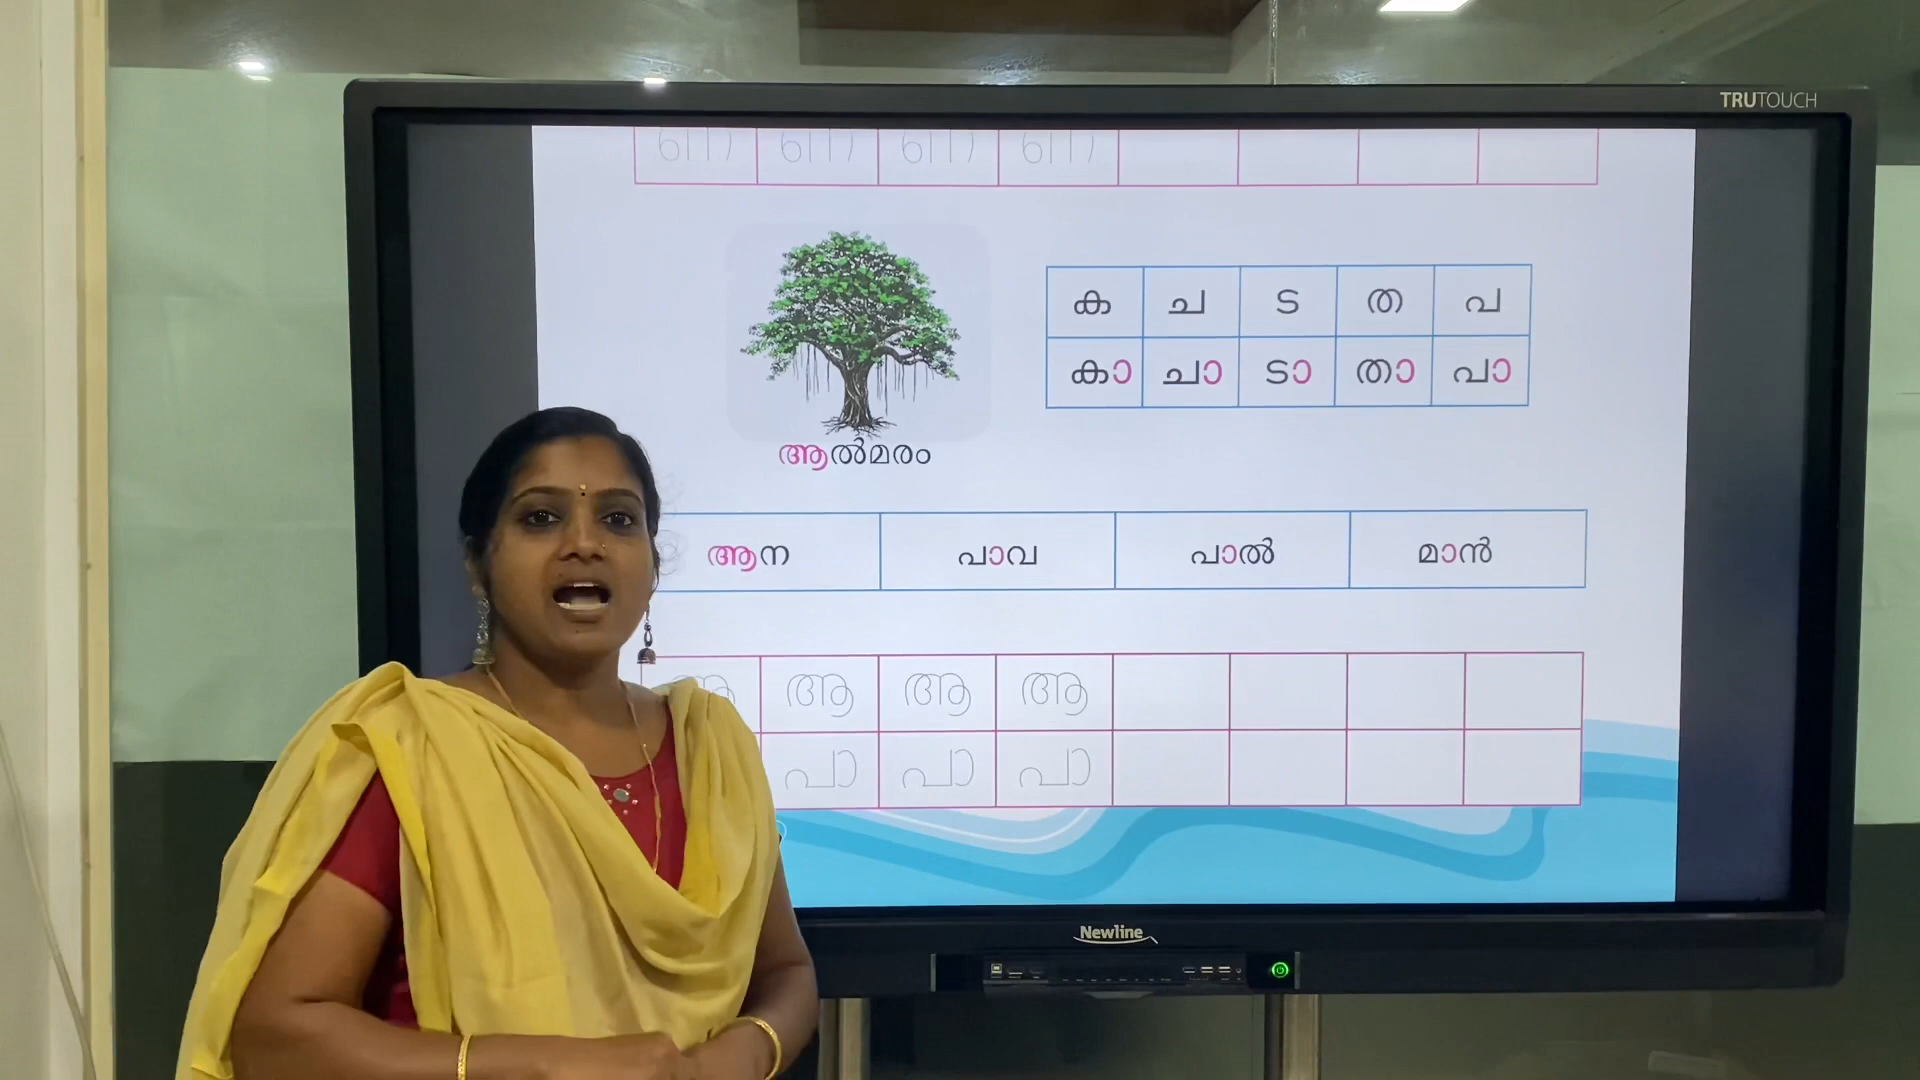 TRUTOUCH
ണ ണ ണ ണ
ക ച ട ത പ
കാ ചാ ടാ താ പാ
ആൽമരം
ആന പാവ പാൽ മാൻ
ആ ആ ആ ആ
പാ പാ പാ
Newline